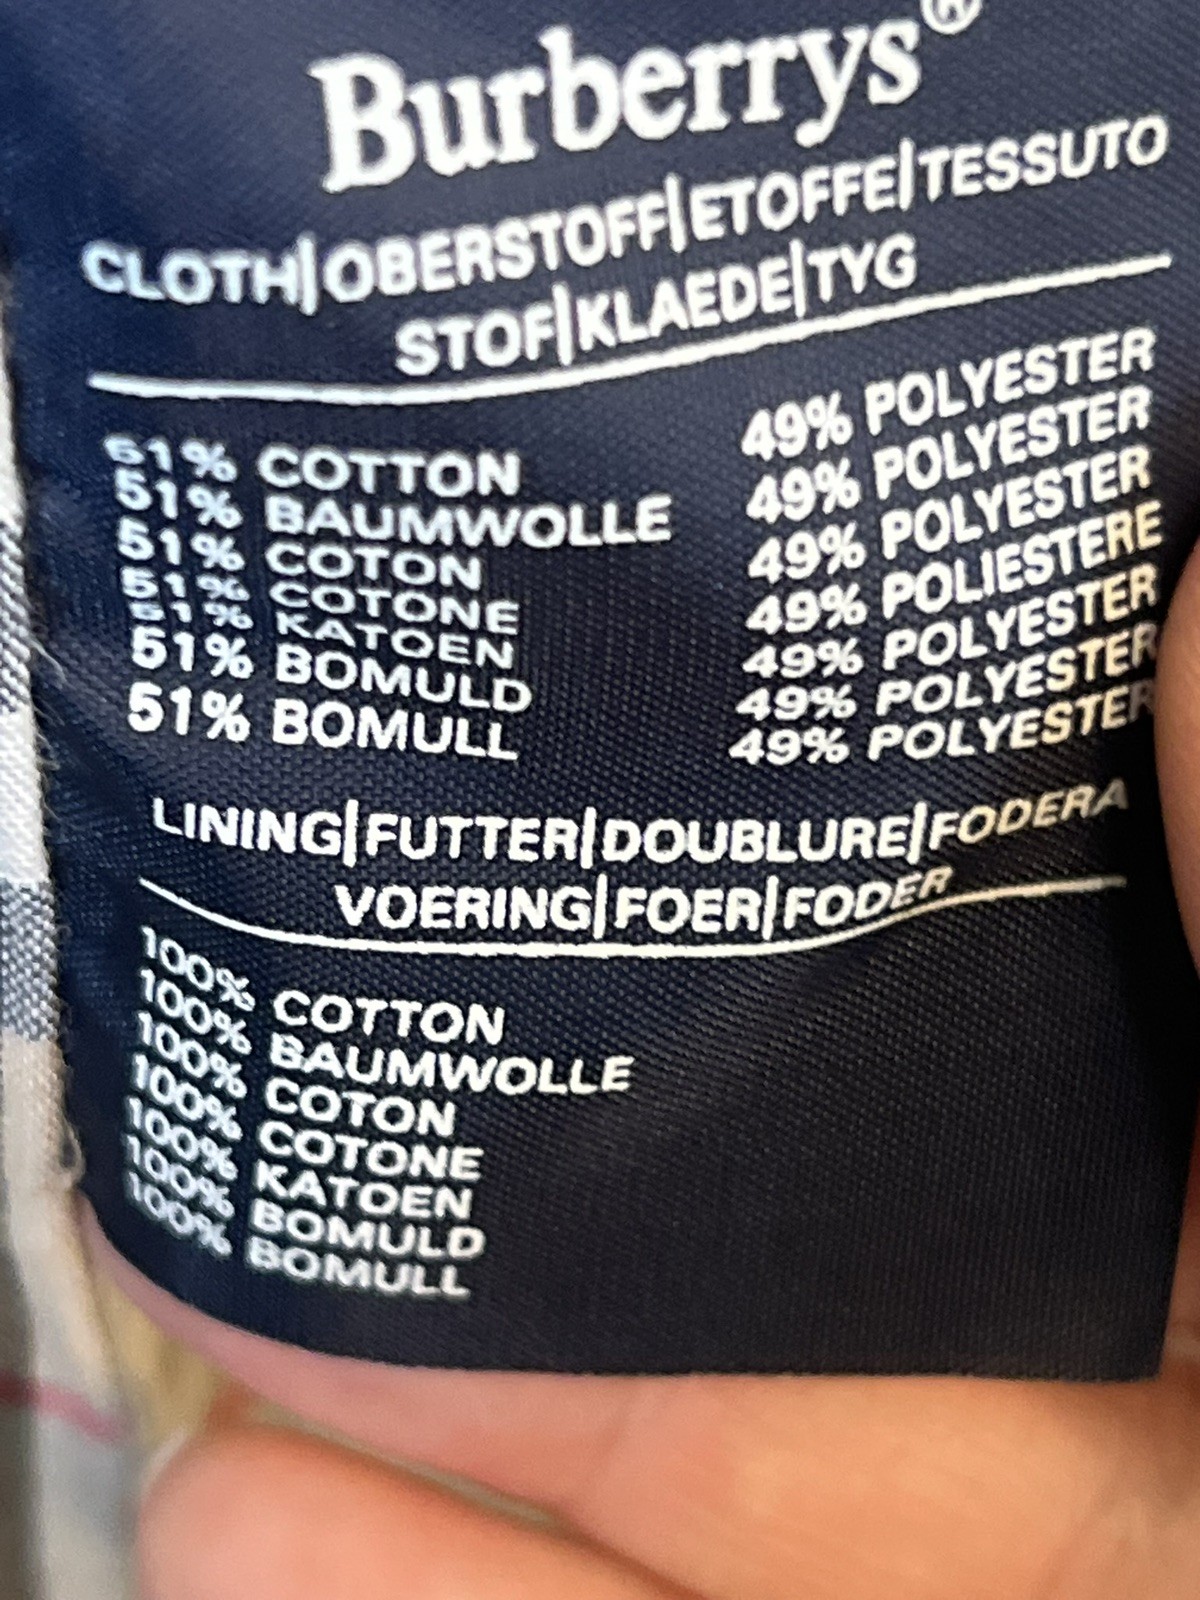 Burberrys®
CLOTH|OBERSTOFF|ETOFFE|TESSUTO
STOF|KLAEDE|TYG
51% COTTON 49% POLYESTER
51% BAUMWOLLE 49% POLYESTER
51% COTON 49% POLYESTER
51% COTONE 49% POLIESTERE
51% KATOEN 49% POLYESTER
51% BOMULD 49% POLYESTER
51% BOMULL 49% POLYESTER
LINING|FUTTER|DOUBLURE|FODERA
VOERING|FOER|FODER
100% COTTON
100% BAUMWOLLE
100% COTON
100% COTONE
100% KATOEN
100% BOMULD
100% BOMULL